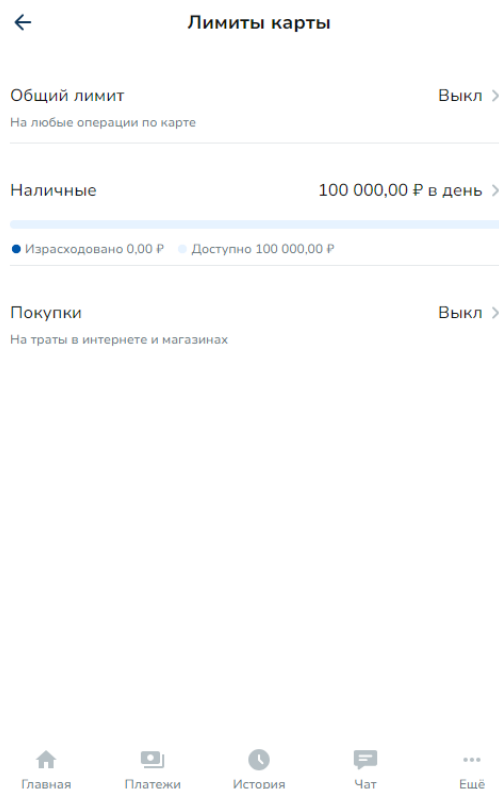 Лимиты карты
Общий лимит Выкл
На любые операции по карте
Наличные 100 000,00 ₽ в день
Израсходовано 0,00 ₽ Доступно 100 000,00 ₽
Покупки Выкл
На траты в интернете и магазинах
Главная Платежи История Чат Ещё